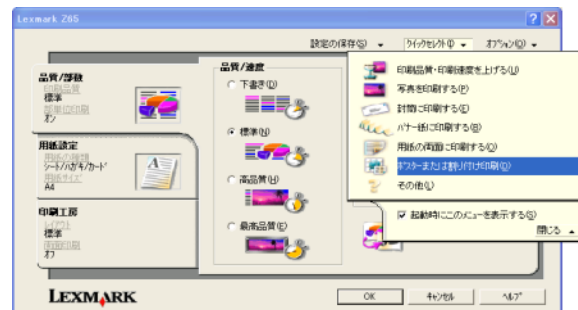 Lexmark Z65
設定の保存(S)
クイックセレクト(I)
オプション(O)
品質/部数
印刷品質
標準
部単位印刷
オン
用紙設定
用紙の種類
シート/ハガキ/カード
用紙サイズ
A4
印刷工房
レイアウト
標準
両面印刷
オフ
品質/速度
下書き(D)
標準(N)
高品質(H)
最高品質(E)
印刷品質・印刷速度を上げる(U)
写真を印刷する(P)
封筒に印刷する(E)
バナー紙に印刷する(B)
用紙の両面に印刷する(O)
ポスターまたは割り付け印刷(O)
その他(L)
起動時にこのメニューを表示する(S)
閉じる
LEXMARK
OK
キャンセル
ヘルプ